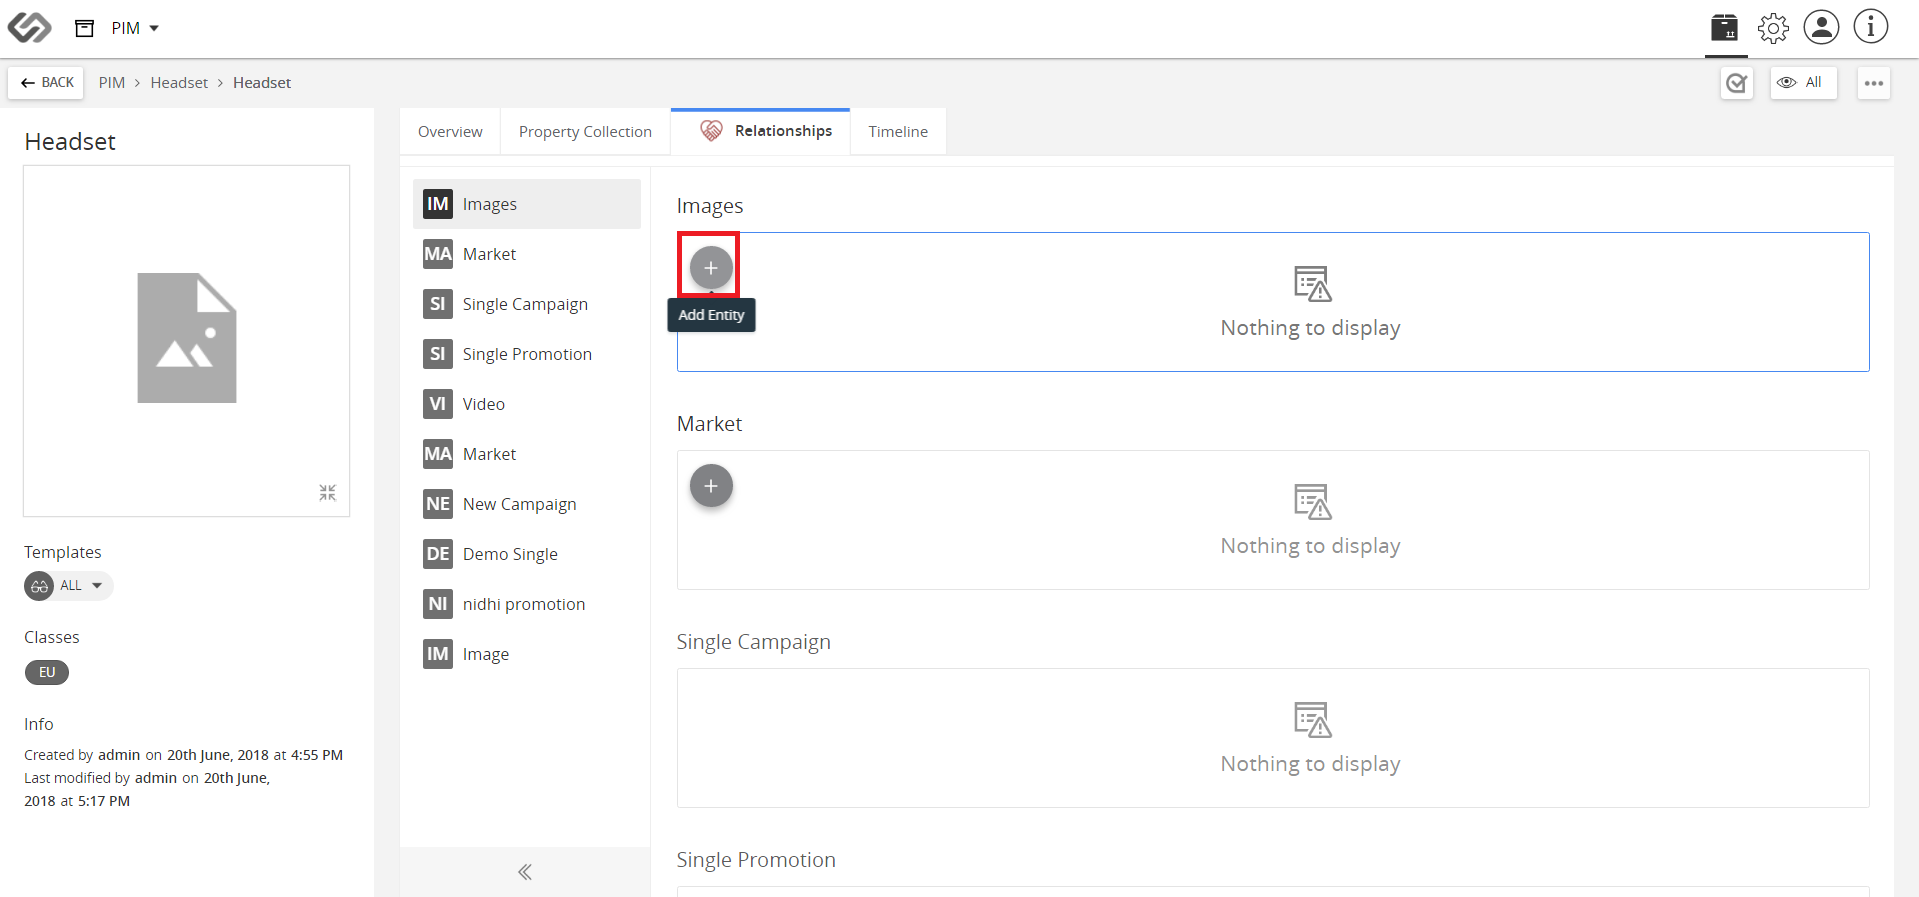 PIM
BACK
PIM > Headset > Headset
All
Headset
Templates
ALL
Classes
EU
Info
Created by admin on 20th June, 2018 at 4:55 PM
Last modified by admin on 20th June,
2018 at 5:17 PM
Overview
Property Collection
Relationships
Timeline
IM Images
MA Market
SI Single Campaign
SI Single Promotion
VI Video
MA Market
NE New Campaign
DE Demo Single
NI nidhi promotion
IM Image
Images
Add Entity
Nothing to display
Market
Nothing to display
Single Campaign
Nothing to display
Single Promotion